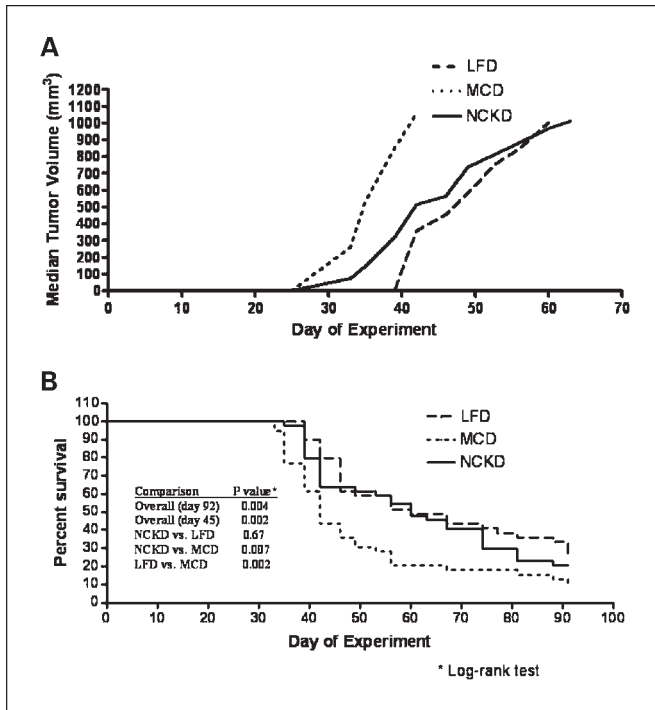 A
LFD
MCD
NCKD
Median Tumor Volume (mm³)
1200
1100
1000
900
800
700
600
500
400
300
200
100
0
0 10 20 30 40 50 60 70
Day of Experiment
B
LFD
MCD
NCKD
Percent survival
110
100
90
80
70
60
50
40
30
20
10
0
Comparison P value*
Overall (day 92) 0.004
Overall (day 45) 0.002
NCKD vs. LFD 0.67
NCKD vs. MCD 0.007
LFD vs. MCD 0.002
0 10 20 30 40 50 60 70 80 90 100
Day of Experiment
* Log-rank test